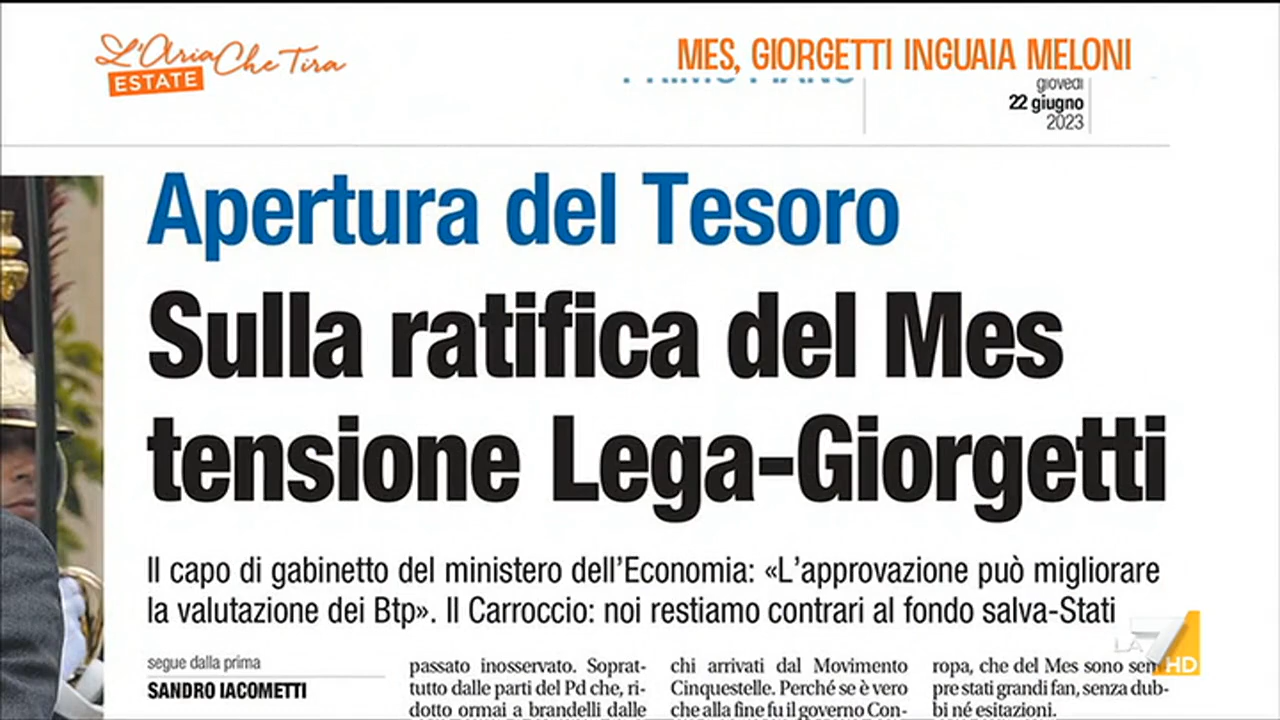 L'Aria Che Tira
ESTATE
MES, GIORGETTI INGUAIA MELONI
PRIMO PIANO
giovedì
22 giugno
2023
Apertura del Tesoro
Sulla ratifica del Mes
tensione Lega-Giorgetti
Il capo di gabinetto del ministero dell'Economia: «L'approvazione può migliorare
la valutazione dei Btp». Il Carroccio: noi restiamo contrari al fondo salva-Stati
segue dalla prima
SANDRO IACOMETTI
passato inosservato. Soprat-
tutto dalle parti del Pd che, ri-
dotto ormai a brandelli dalle
chi arrivati dal Movimento
Cinquestelle. Perché se è vero
che alla fine fu il governo Con-
ropa, che del Mes sono sem-
pre stati grandi fan, senza dub-
bi né esitazioni.
LA 7 HD